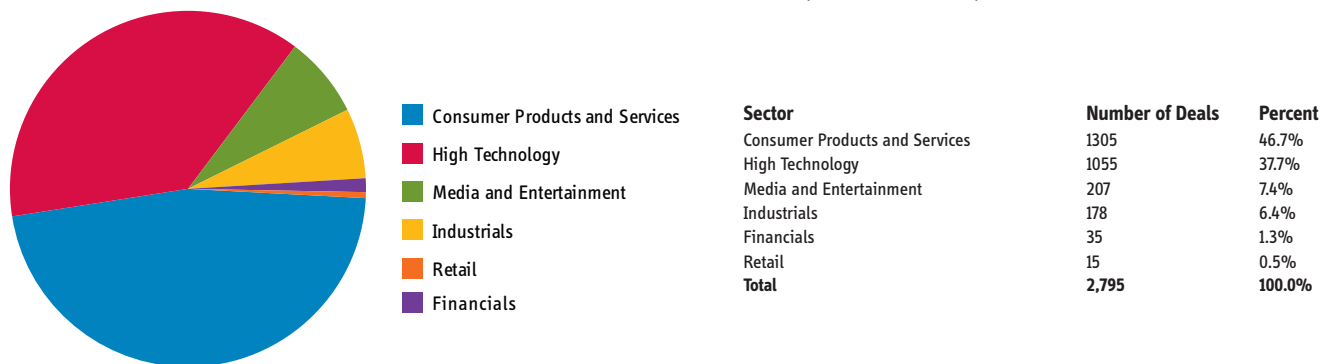 Consumer Products and Services
High Technology
Media and Entertainment
Industrials
Retail
Financials
Sector Number of Deals Percent
Consumer Products and Services 1305 46.7%
High Technology 1055 37.7%
Media and Entertainment 207 7.4%
Industrials 178 6.4%
Financials 35 1.3%
Retail 15 0.5%
Total 2,795 100.0%